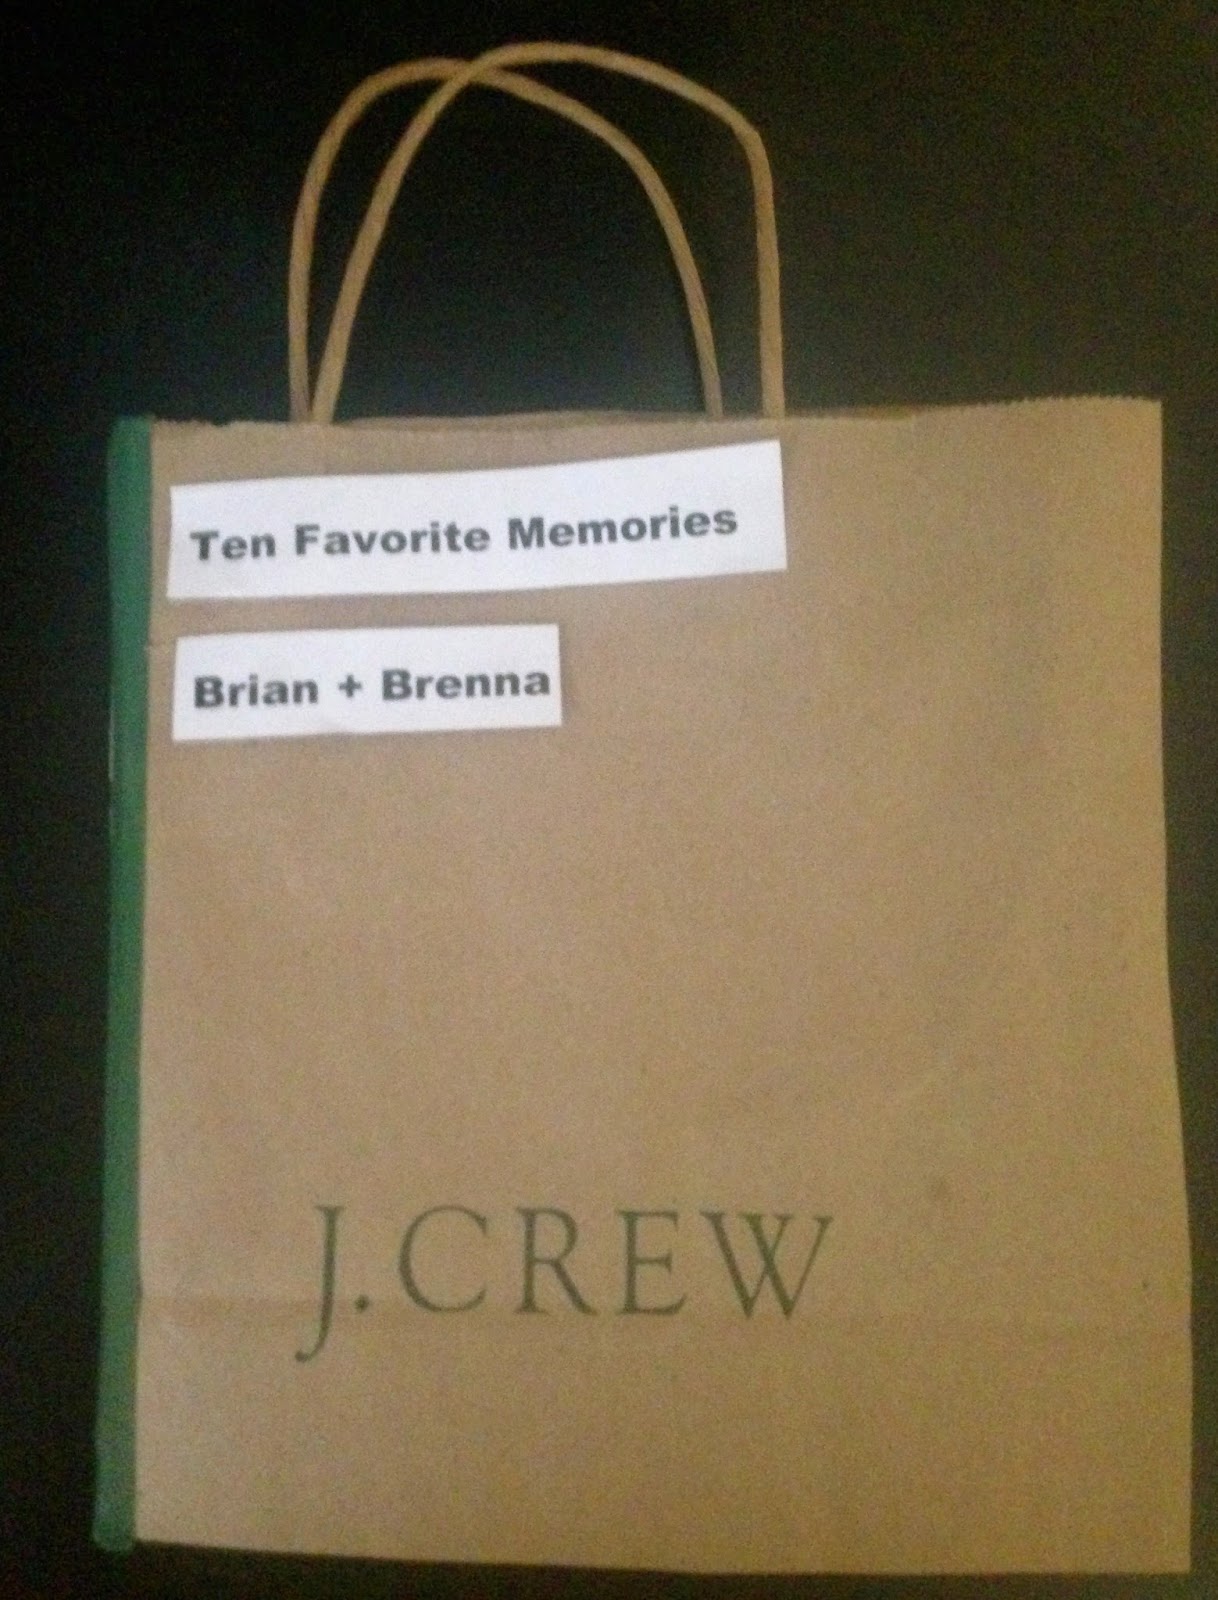 Ten Favorite Memories
Brian + Brenna
J.CREW